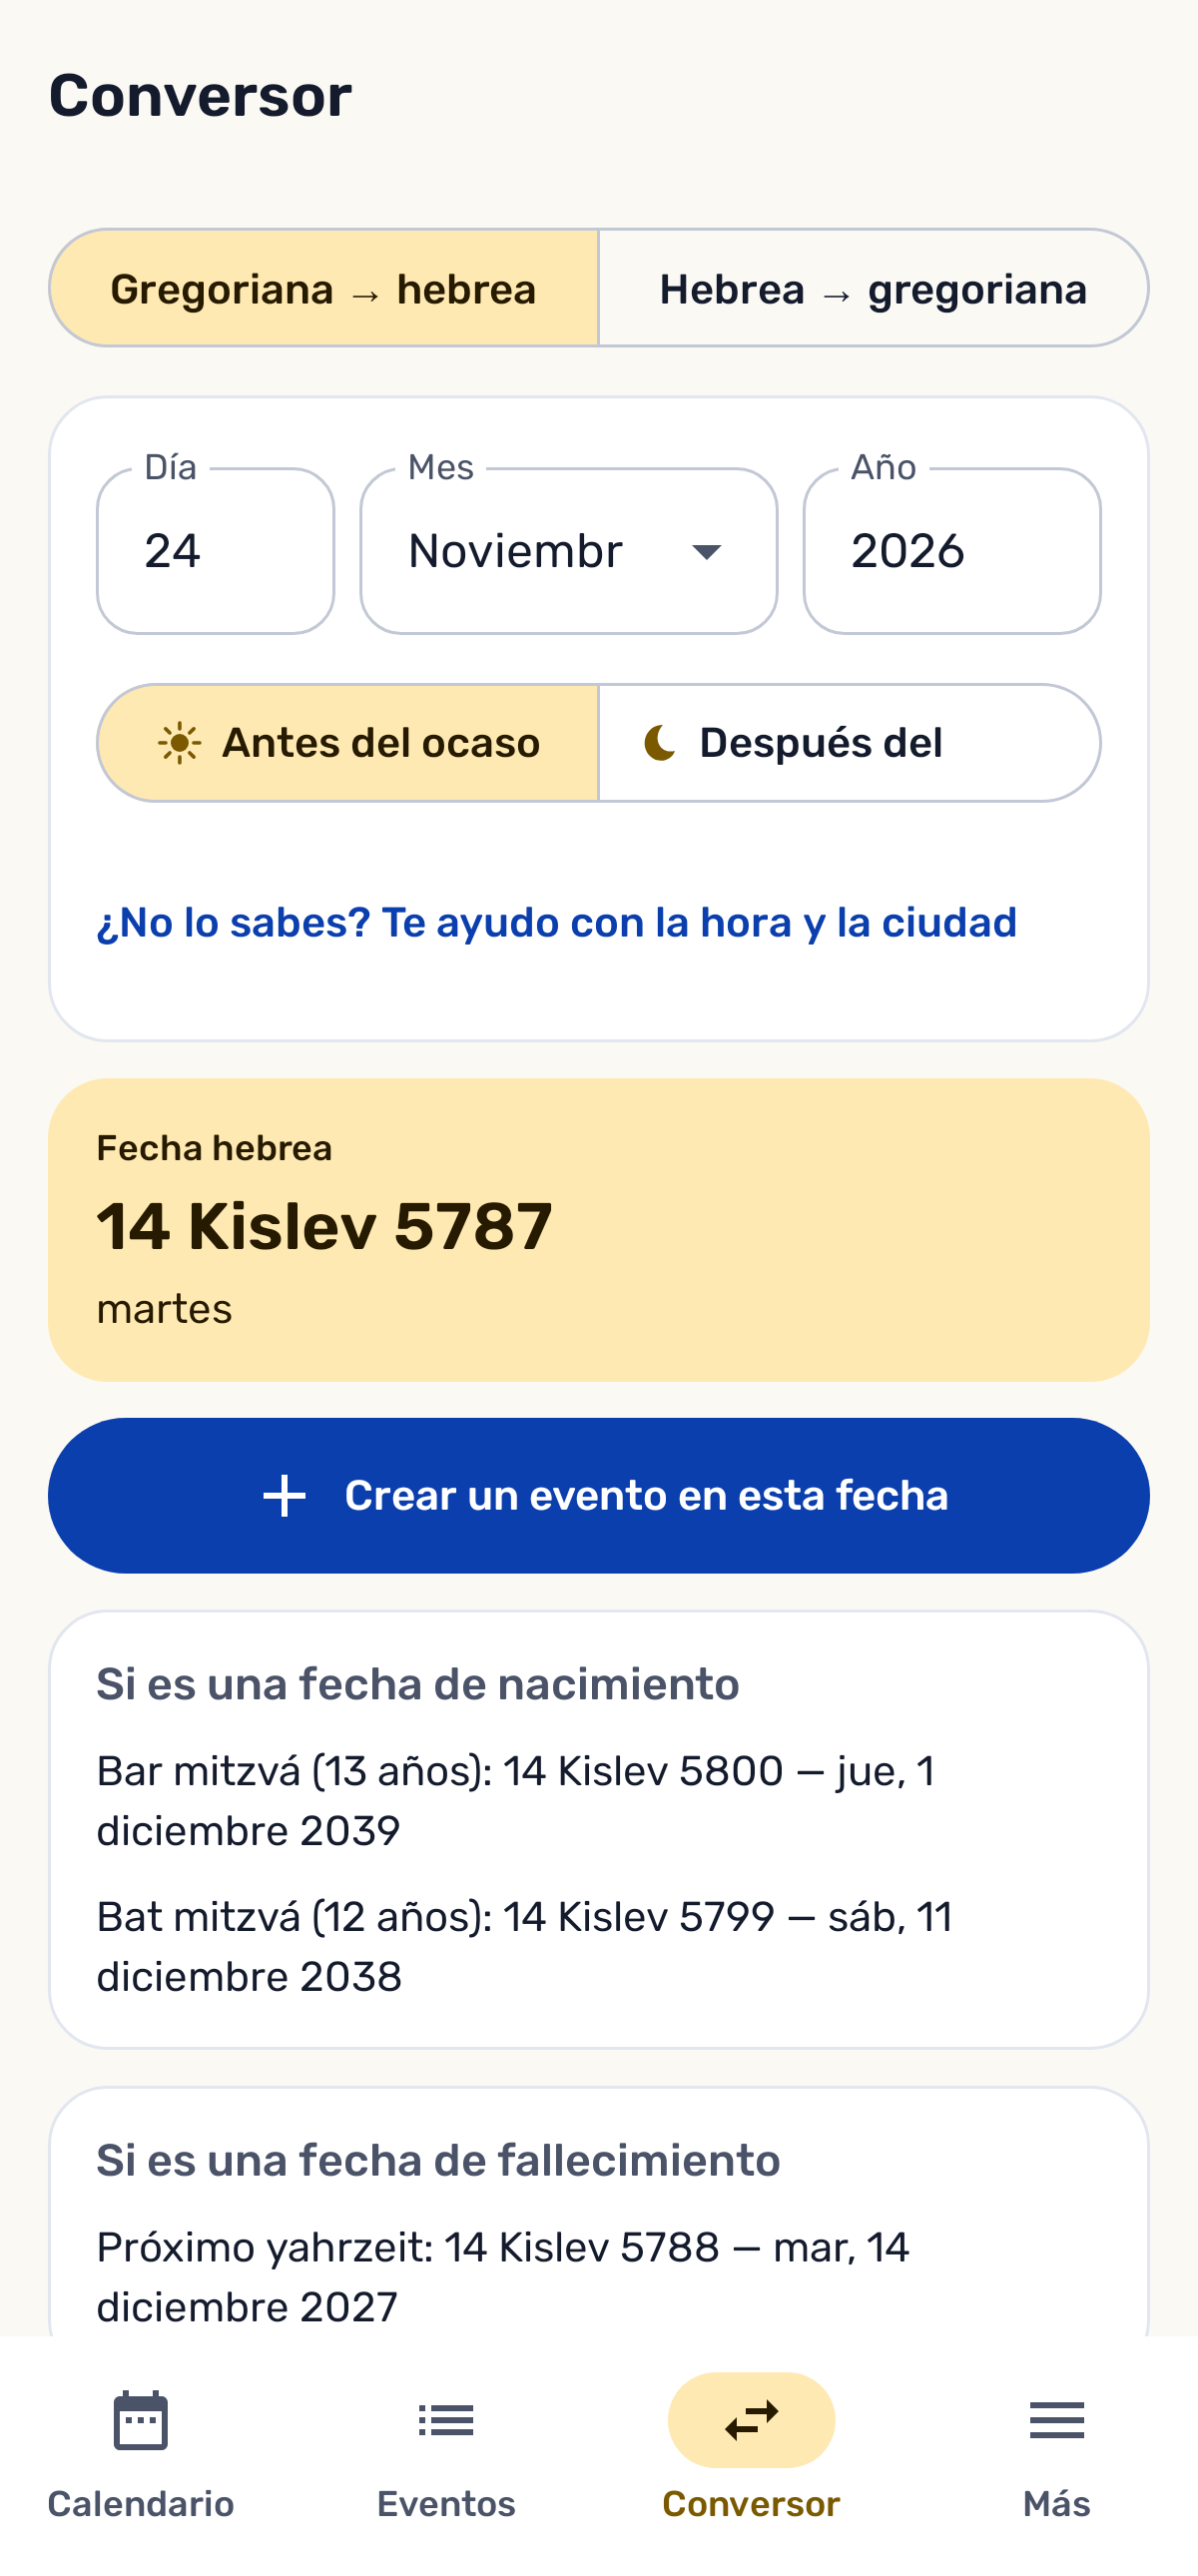 Conversor
Gregoriana → hebrea
Hebrea → gregoriana
Día
Mes
Año
24
Noviembr
2026
Antes del ocaso
Después del
¿No lo sabes? Te ayudo con la hora y la ciudad
Fecha hebrea
14 Kislev 5787
martes
Crear un evento en esta fecha
Si es una fecha de nacimiento
Bar mitzvá (13 años): 14 Kislev 5800 — jue, 1
diciembre 2039
Bat mitzvá (12 años): 14 Kislev 5799 — sáb, 11
diciembre 2038
Si es una fecha de fallecimiento
Próximo yahrzeit: 14 Kislev 5788 — mar, 14
diciembre 2027
Calendario
Eventos
Conversor
Más